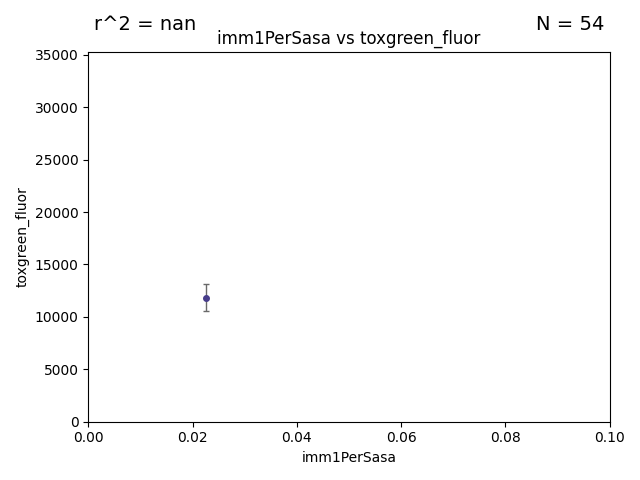 r^2 = nan
N = 54
imm1PerSasa vs toxgreen_fluor
35000
30000
25000
20000
15000
10000
5000
0
toxgreen_fluor
0.00 0.02 0.04 0.06 0.08 0.10
imm1PerSasa